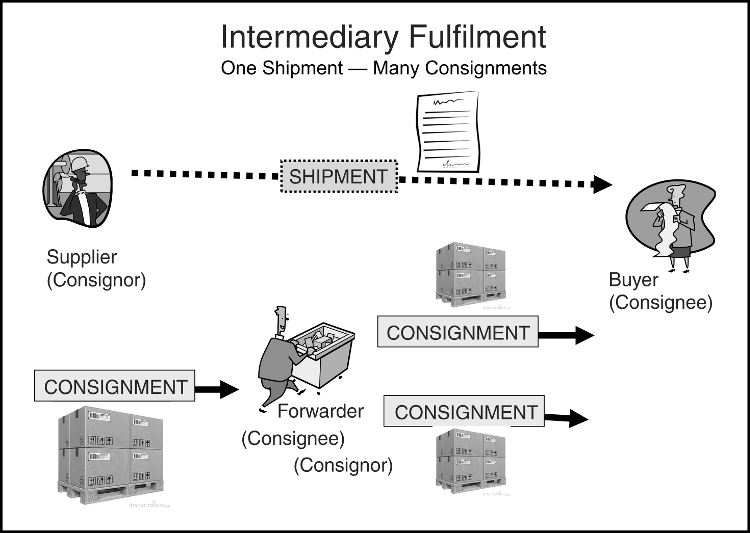 Intermediary Fulfilment
One Shipment — Many Consignments
SHIPMENT
Supplier
(Consignor)
Buyer
(Consignee)
CONSIGNMENT
CONSIGNMENT
Forwarder
(Consignee)
(Consignor)
CONSIGNMENT